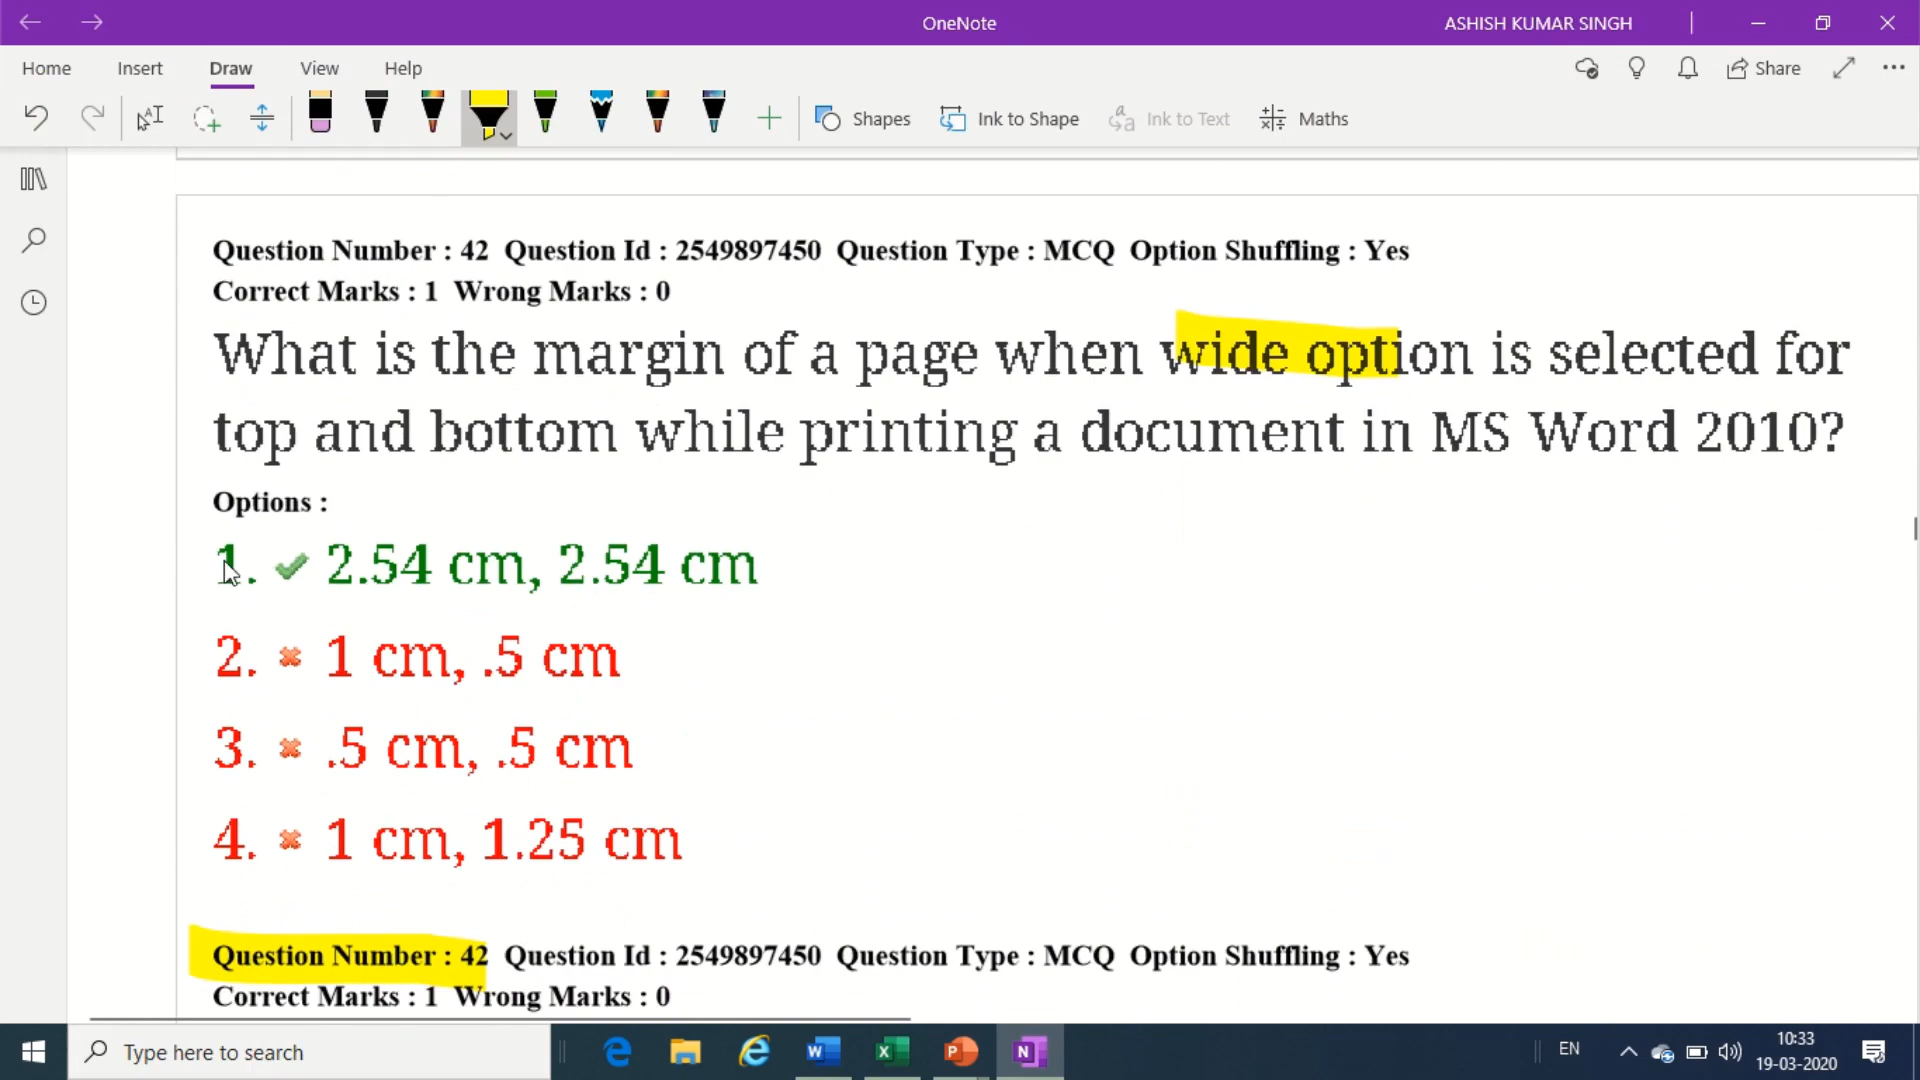 OneNote
ASHISH KUMAR SINGH
Home Insert Draw View Help
Share
Shapes Ink to Shape Ink to Text Maths
Question Number : 42 Question Id : 2549897450 Question Type : MCQ Option Shuffling : Yes
Correct Marks : 1 Wrong Marks : 0
What is the margin of a page when wide option is selected for
top and bottom while printing a document in MS Word 2010?
Options :
1. 2.54 cm, 2.54 cm
2. 1 cm, .5 cm
3. .5 cm, .5 cm
4. 1 cm, 1.25 cm
Question Number : 42 Question Id : 2549897450 Question Type : MCQ Option Shuffling : Yes
Correct Marks : 1 Wrong Marks : 0
Type here to search
EN
10:33
19-03-2020